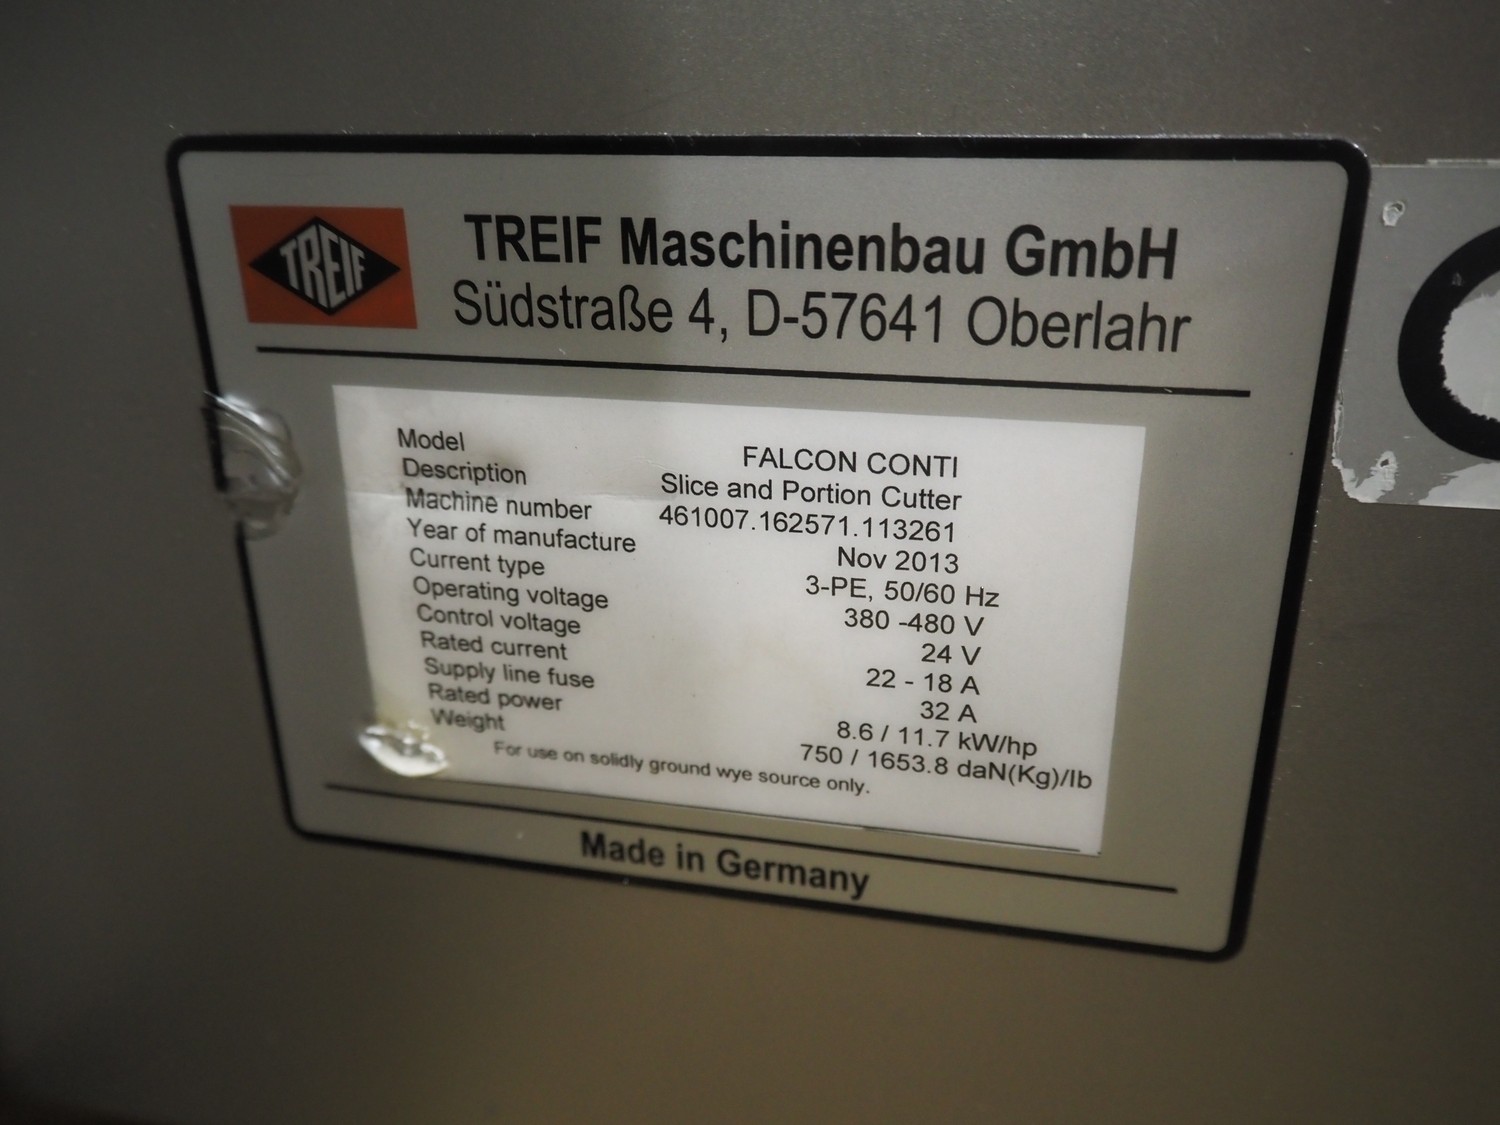 TREIF
TREIF Maschinenbau GmbH
Südstraße 4, D-57641 Oberlahr
Model FALCON CONTI
Description Slice and Portion Cutter
Machine number 461007.162571.113261
Year of manufacture Nov 2013
Current type 3-PE, 50/60 Hz
Operating voltage 380 -480 V
Control voltage 24 V
Rated current 22 - 18 A
Supply line fuse 32 A
Rated power 8.6 / 11.7 kW/hp
Weight 750 / 1653.8 daN(Kg)/lb
For use on solidly ground wye source only.
Made in Germany